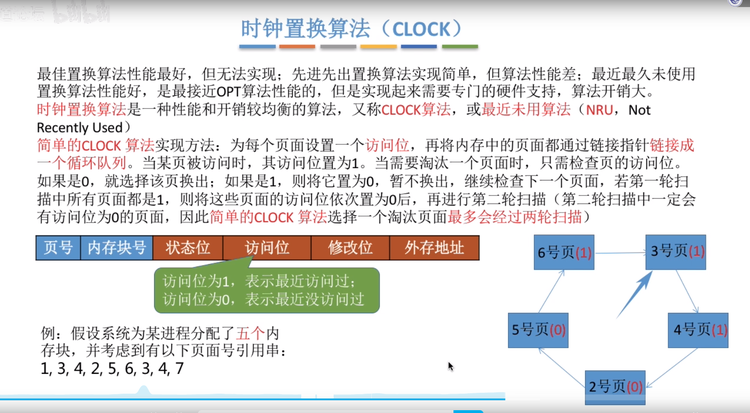 时钟置换算法（CLOCK）
最佳置换算法性能最好，但无法实现；先进先出置换算法实现简单，但算法性能差；最近最久未使用
置换算法性能好，是最接近OPT算法性能的，但是实现起来需要专门的硬件支持，算法开销大。
时钟置换算法是一种性能和开销较均衡的算法，又称CLOCK算法，或最近未用算法（NRU，Not
Recently Used）
简单的CLOCK 算法实现方法：为每个页面设置一个访问位，再将内存中的页面都通过链接指针链接成
一个循环队列。当某页被访问时，其访问位置为1。当需要淘汰一个页面时，只需检查页的访问位。
如果是0，就选择该页换出；如果是1，则将它置为0，暂不换出，继续检查下一个页面，若第一轮扫
描中所有页面都是1，则将这些页面的访问位依次置为0后，再进行第二轮扫描（第二轮扫描中一定会
有访问位为0的页面，因此简单的CLOCK 算法选择一个淘汰页面最多会经过两轮扫描）
页号 内存块号 状态位 访问位 修改位 外存地址
访问位为1，表示最近访问过；
访问位为0，表示最近没访问过
例：假设系统为某进程分配了五个内
存块，并考虑到有以下页面号引用串：
1, 3, 4, 2, 5, 6, 3, 4, 7
6号页(1)
3号页(1)
5号页(0)
4号页(1)
2号页(0)